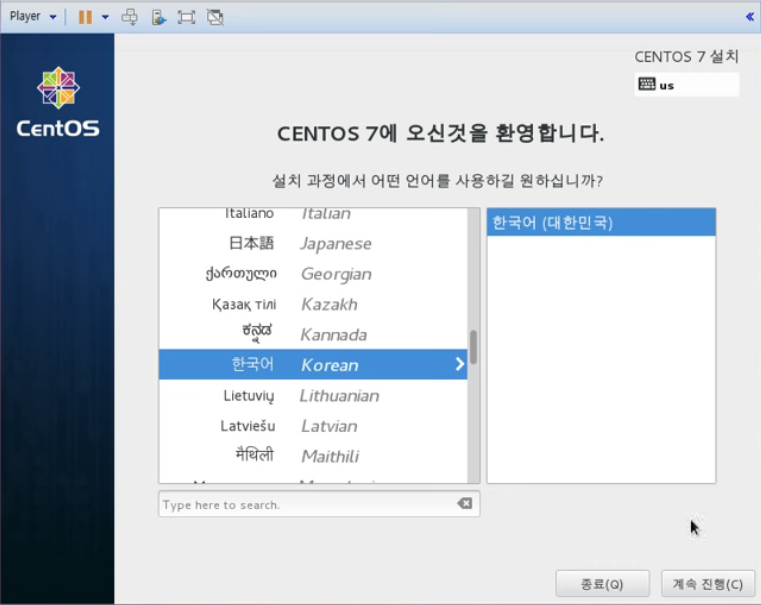 Player
CENTOS 7 설치
us
CentOS
CENTOS 7에 오신것을 환영합니다.
설치 과정에서 어떤 언어를 사용하길 원하십니까?
Italiano Italian
日本語 Japanese
ქართული Georgian
Қазақ тілі Kazakh
ಕನ್ನಡ Kannada
한국어 Korean
Lietuvių Lithuanian
Latviešu Latvian
मैथिली Maithili
한국어 (대한민국)
Type here to search.
종료(Q)
계속 진행(C)